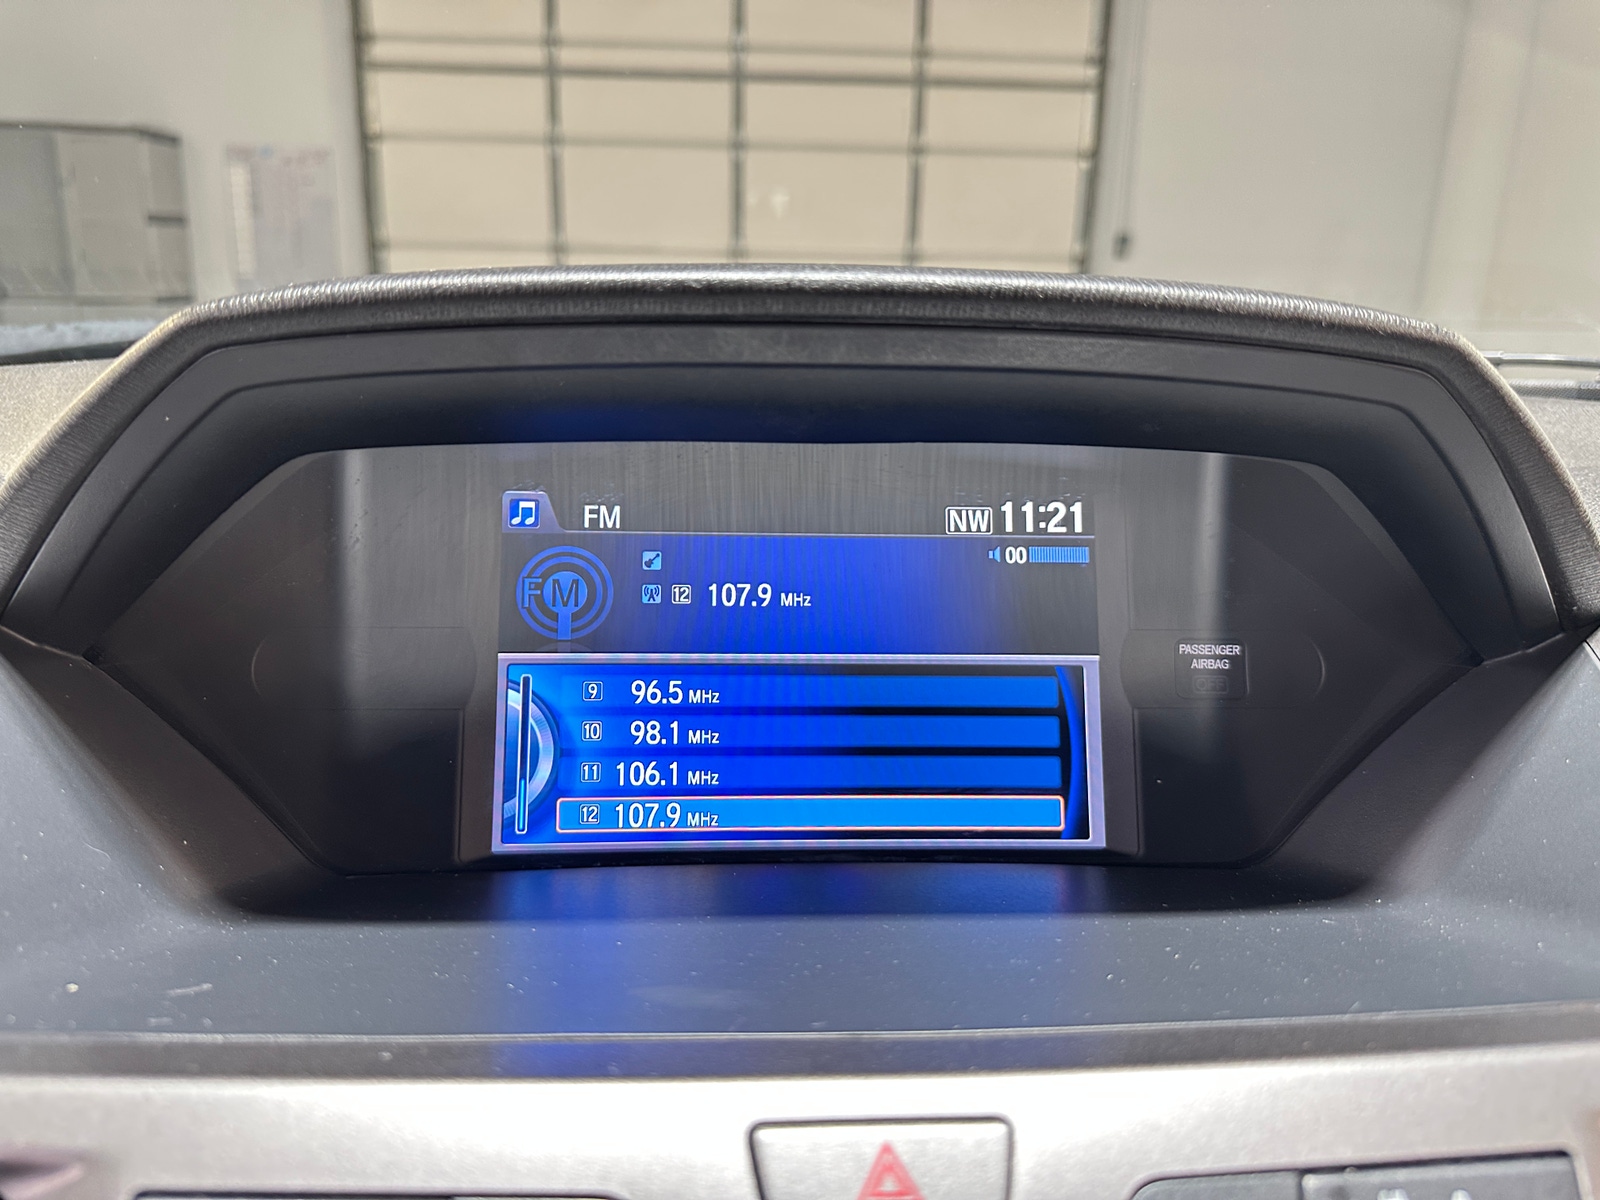 FM NW 11:21
00
FM
12 107.9 MHz
9 96.5 MHz
10 98.1 MHz
11 106.1 MHz
12 107.9 MHz
PASSENGER
AIRBAG
OFF